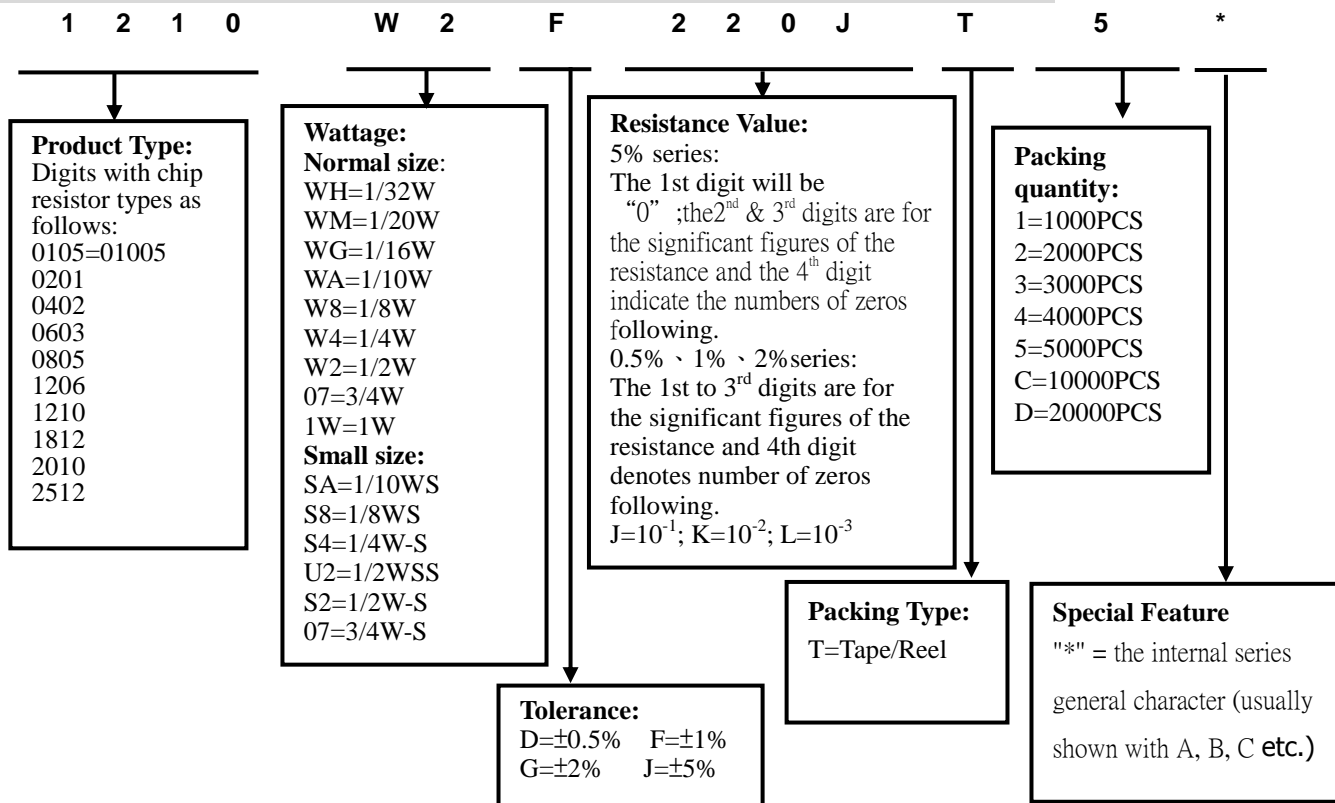 1 2 1 0 W 2 F 2 2 0 J T 5 *
Product Type:
Digits with chip
resistor types as
follows:
0105=01005
0201
0402
0603
0805
1206
1210
1812
2010
2512
Wattage:
Normal size:
WH=1/32W
WM=1/20W
WG=1/16W
WA=1/10W
W8=1/8W
W4=1/4W
W2=1/2W
07=3/4W
1W=1W
Small size:
SA=1/10WS
S8=1/8WS
S4=1/4W-S
U2=1/2WSS
S2=1/2W-S
07=3/4W-S
Tolerance:
D=±0.5% F=±1%
G=±2% J=±5%
Resistance Value:
5% series:
The 1st digit will be
“0” ;the2nd & 3rd digits are for
the significant figures of the
resistance and the 4th digit
indicate the numbers of zeros
following.
0.5%、1%、2%series:
The 1st to 3rd digits are for
the significant figures of the
resistance and 4th digit
denotes number of zeros
following.
J=10-1; K=10-2; L=10-3
Packing Type:
T=Tape/Reel
Packing
quantity:
1=1000PCS
2=2000PCS
3=3000PCS
4=4000PCS
5=5000PCS
C=10000PCS
D=20000PCS
Special Feature
"*" = the internal series
general character (usually
shown with A, B, C etc.)